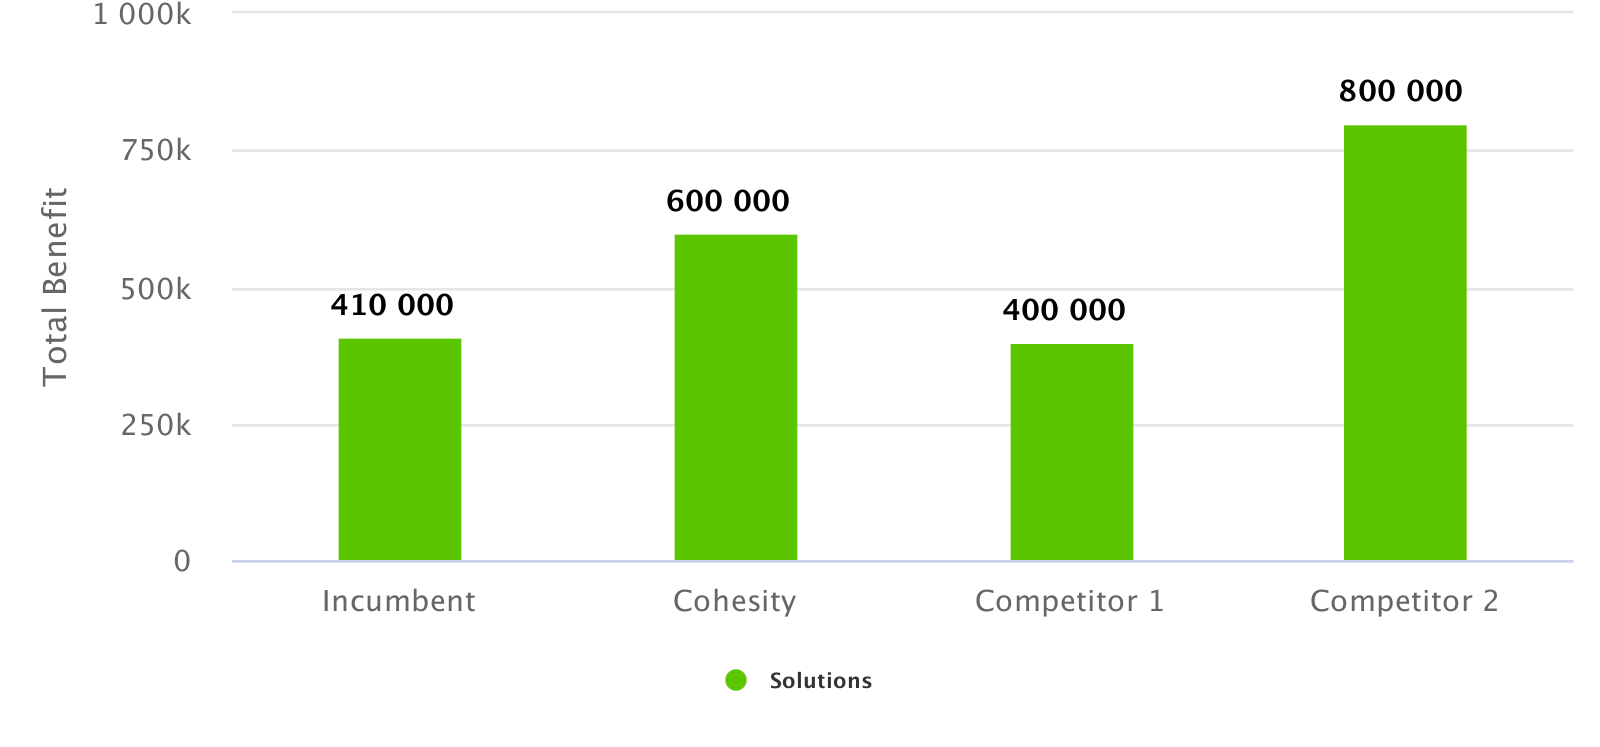 1 000k
750k
500k
250k
0
Total Benefit
410 000
600 000
400 000
800 000
Incumbent
Cohesity
Competitor 1
Competitor 2
Solutions